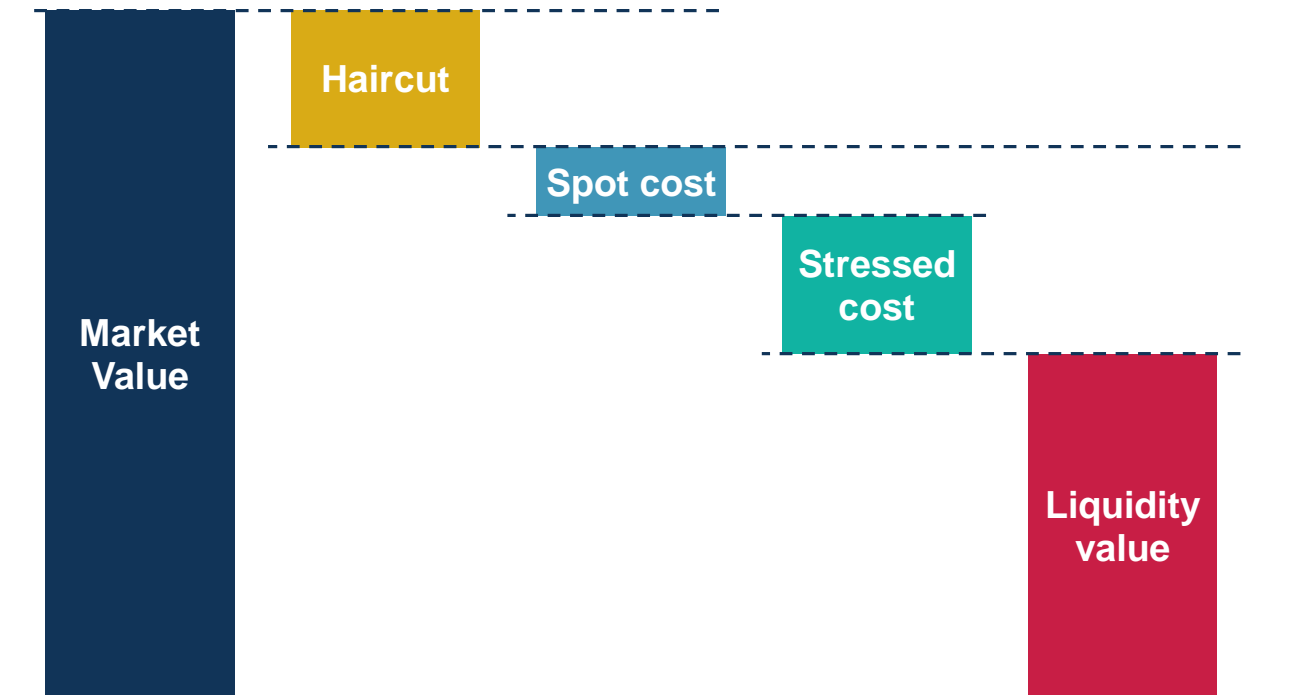 Market
Value
Haircut
Spot cost
Stressed
cost
Liquidity
value